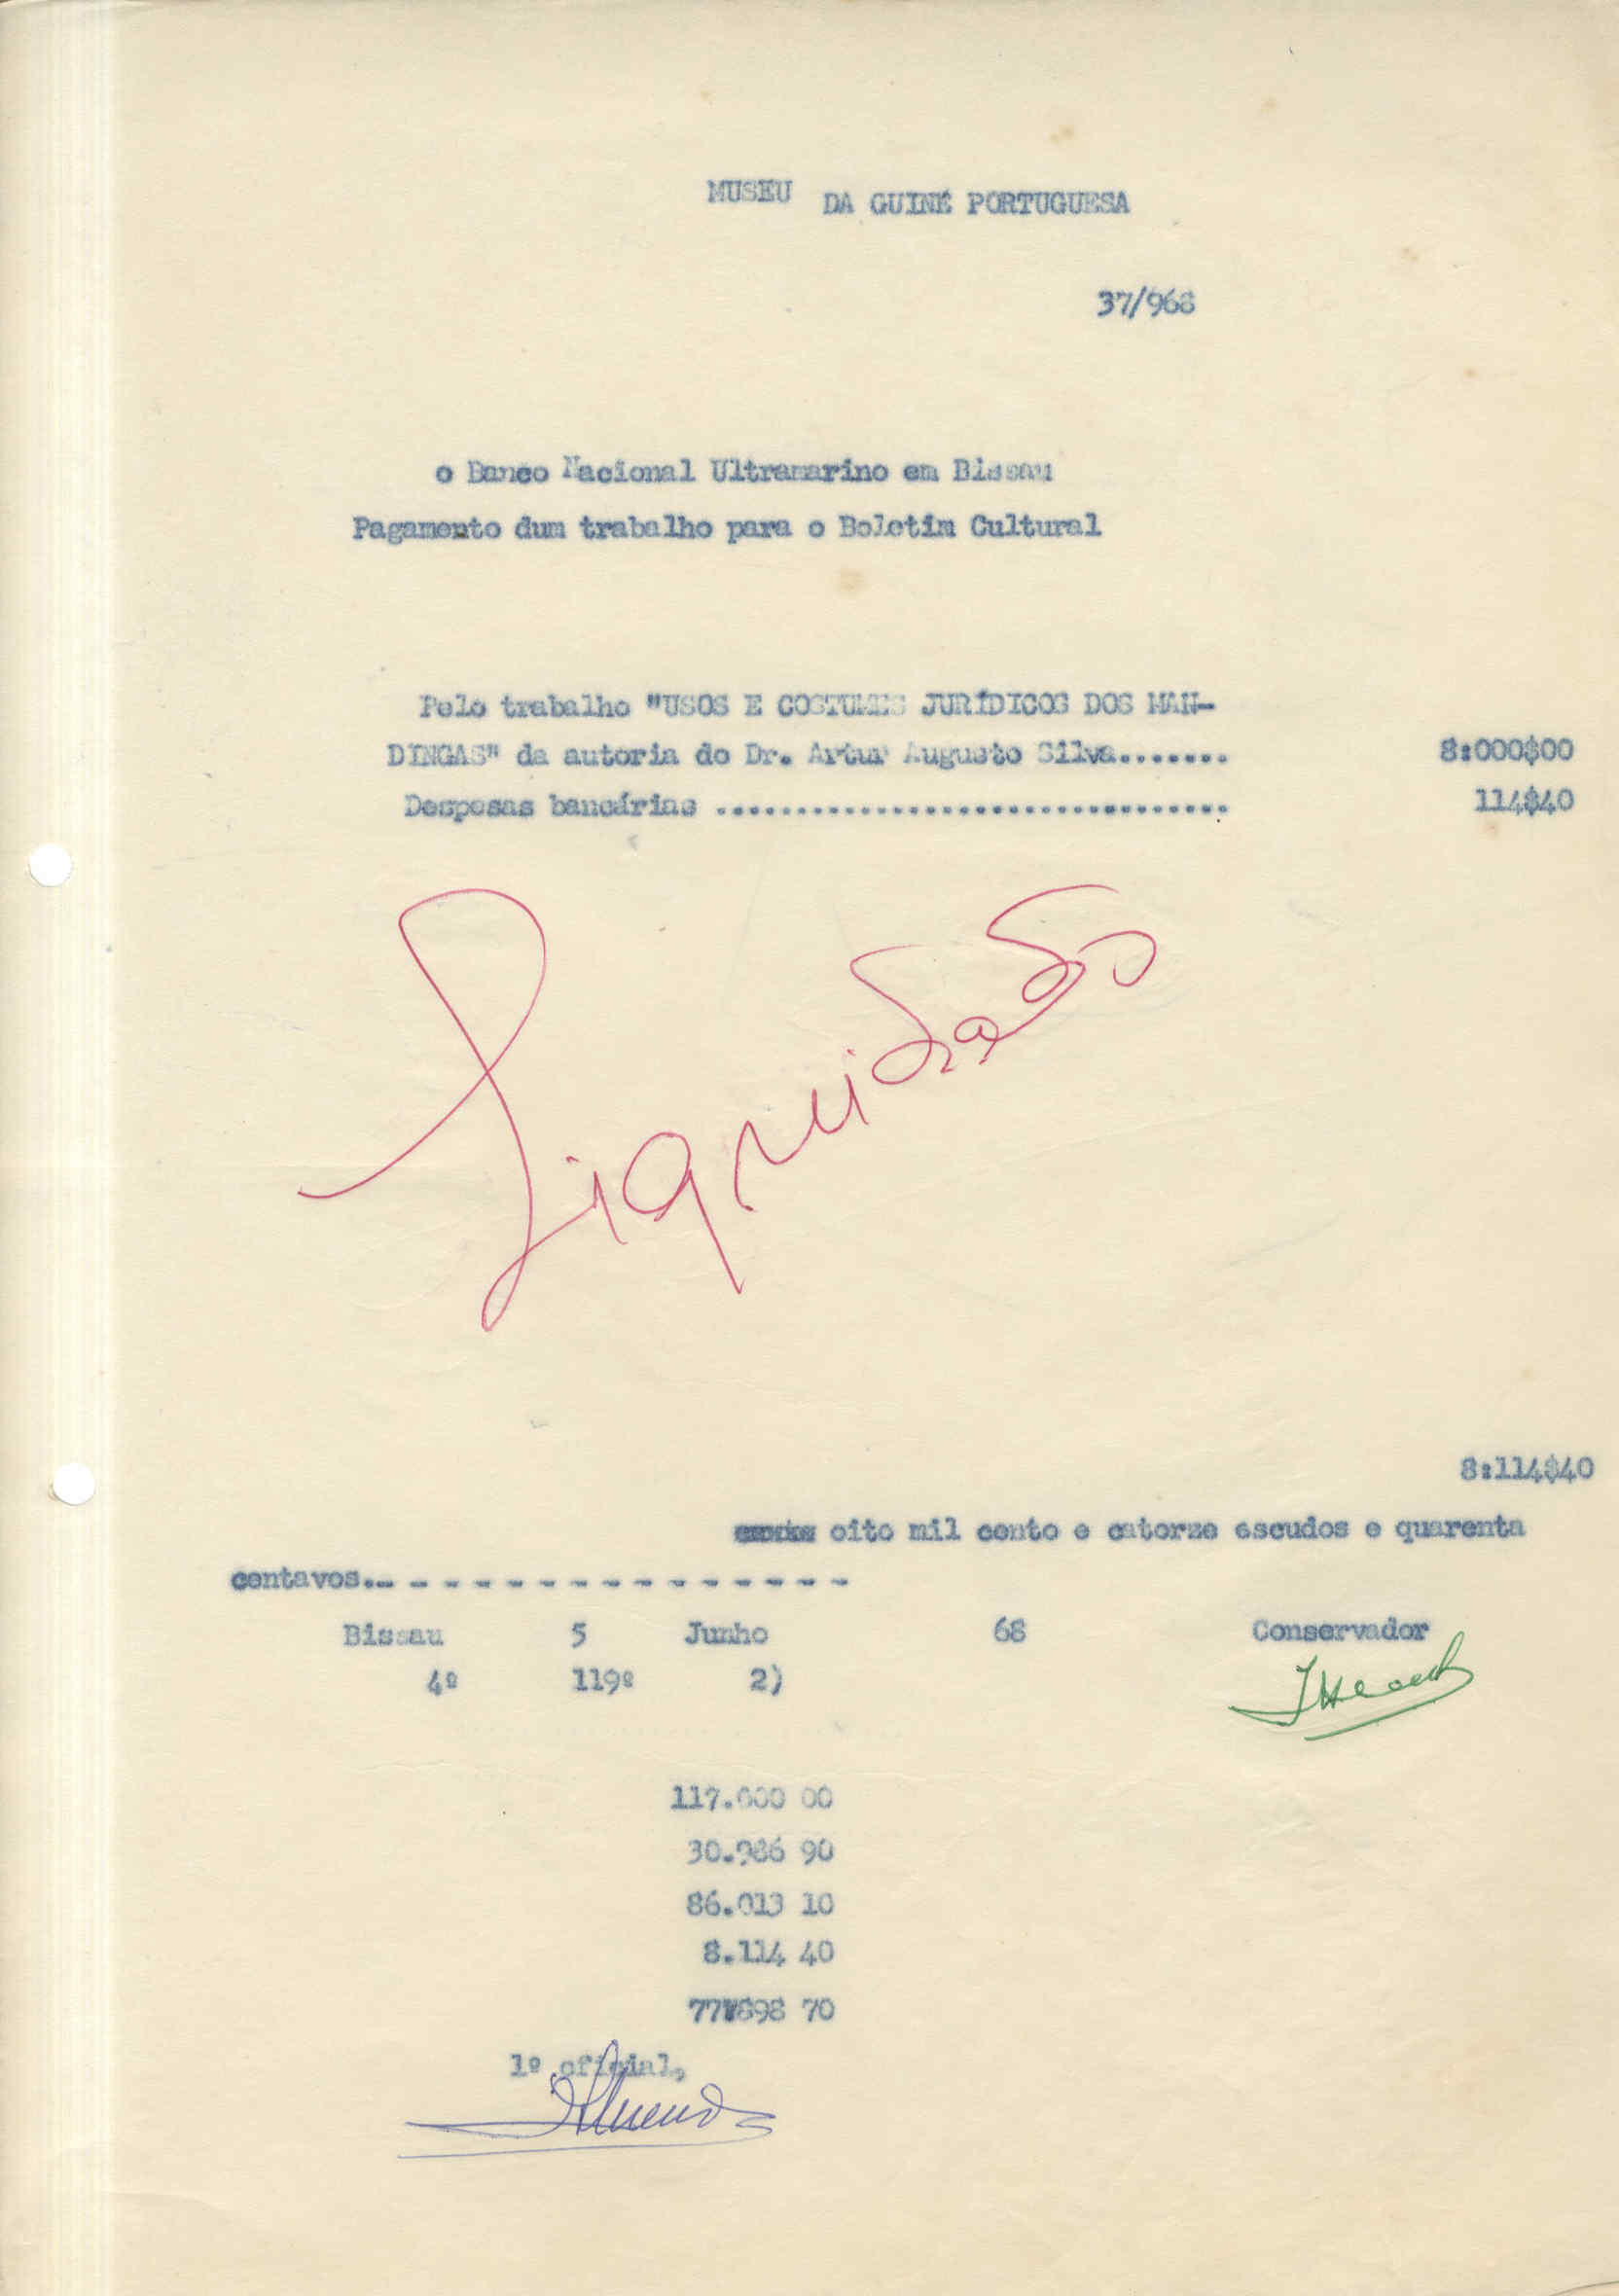 MUSEU DA GUINÉ PORTUGUESA
37/968
o Banco Nacional Ultramarino em Bissau
Pagamento dum trabalho para o Boletim Cultural
Pelo trabalho "USOS E COSTUMES JURÍDICOS DOS MAN-
DINGAS" da autoria do Dr. Artur Augusto Silva.......
8:000$00
Despesas bancárias ................................
114$40
Liquidado
8:114$40
oito mil cento e catorze escudos e quarenta
centavos.- - - - - - - - - - - - - - -
Bissau 5 Junho 68 Conservador
4º 119º 2)
117.000 00
30.986 90
86.013 10
8.114 40
77.898 70
1º oficial,